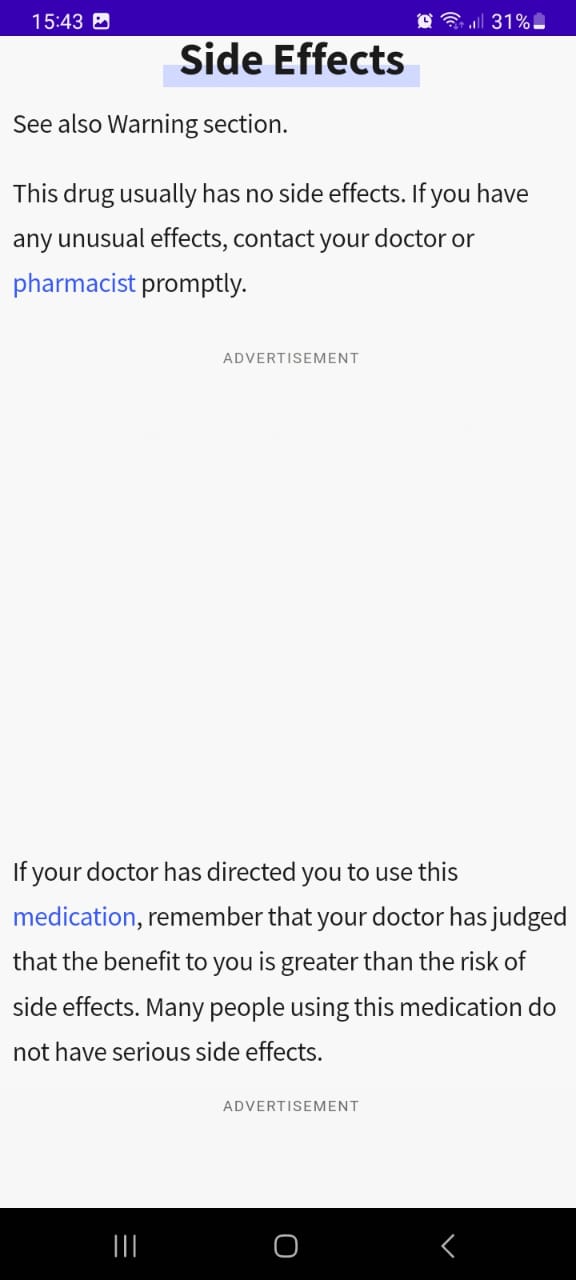 15:43 31%
Side Effects
See also Warning section.
This drug usually has no side effects. If you have
any unusual effects, contact your doctor or
pharmacist promptly.
ADVERTISEMENT
If your doctor has directed you to use this
medication, remember that your doctor has judged
that the benefit to you is greater than the risk of
side effects. Many people using this medication do
not have serious side effects.
ADVERTISEMENT